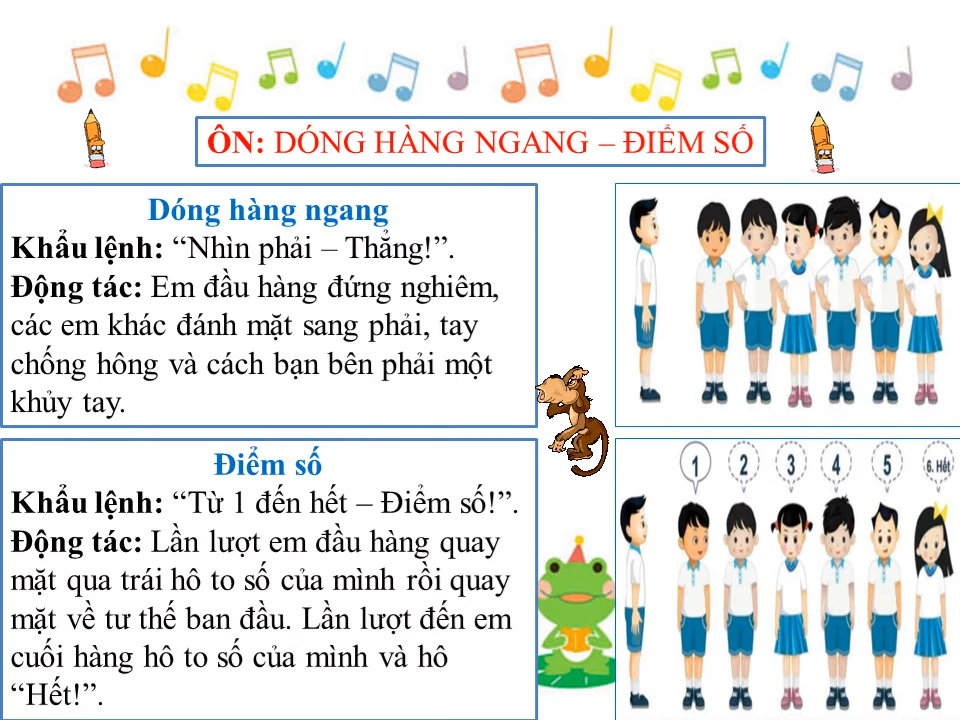 ÔN: DÓNG HÀNG NGANG – ĐIỂM SỐ
Dóng hàng ngang
Khẩu lệnh: “Nhìn phải – Thẳng!”.
Động tác: Em đầu hàng đứng nghiêm,
các em khác đánh mặt sang phải, tay
chống hông và cách bạn bên phải một
khủy tay.
Điểm số
Khẩu lệnh: “Từ 1 đến hết – Điểm số!”.
Động tác: Lần lượt em đầu hàng quay
mặt qua trái hô to số của mình rồi quay
mặt về tư thế ban đầu. Lần lượt đến em
cuối hàng hô to số của mình và hô
“Hết!”.
1 2 3 4 5 6. Hết